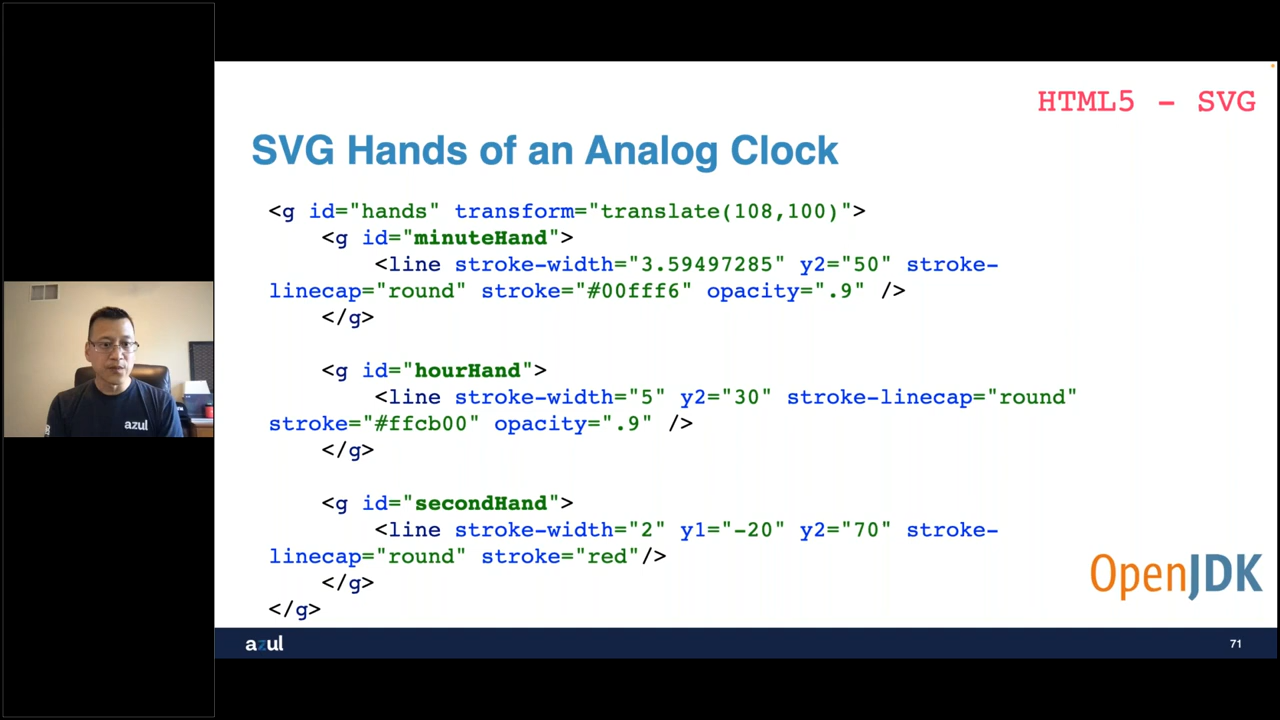 HTML5 - SVG
SVG Hands of an Analog Clock
<g id="hands" transform="translate(108,100)">
<g id="minuteHand">
<line stroke-width="3.59497285" y2="50" stroke-
linecap="round" stroke="#00fff6" opacity=".9" />
</g>
<g id="hourHand">
<line stroke-width="5" y2="30" stroke-linecap="round"
stroke="#ffcb00" opacity=".9" />
</g>
<g id="secondHand">
<line stroke-width="2" y1="-20" y2="70" stroke-
linecap="round" stroke="red"/>
</g>
</g>
OpenJDK
azul
71
azul